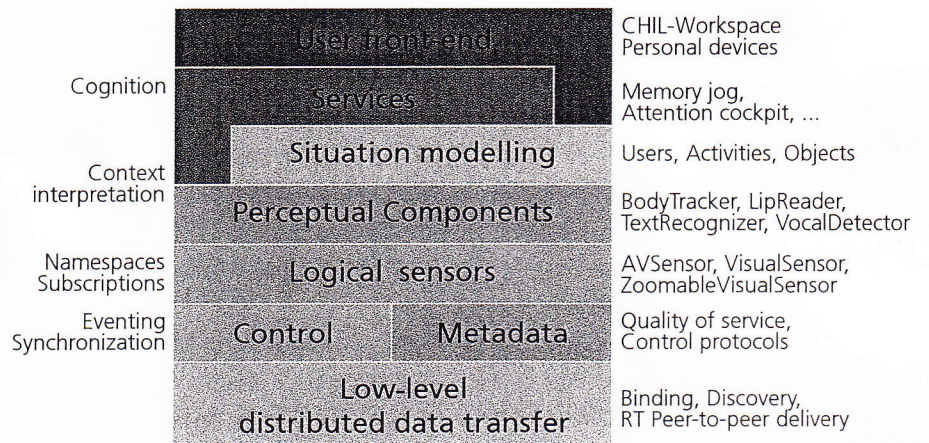 User front-end
CHIL-Workspace
Personal devices
Cognition
Services
Memory jog,
Attention cockpit, ...
Situation modelling
Users, Activities, Objects
Context
interpretation
Perceptual Components
BodyTracker, LipReader,
TextRecognizer, VocalDetector
Namespaces
Subscriptions
Logical sensors
AVSensor, VisualSensor,
ZoomableVisualSensor
Eventing
Synchronization
Control
Metadata
Quality of service,
Control protocols
Low-level
distributed data transfer
Binding, Discovery,
RT Peer-to-peer delivery